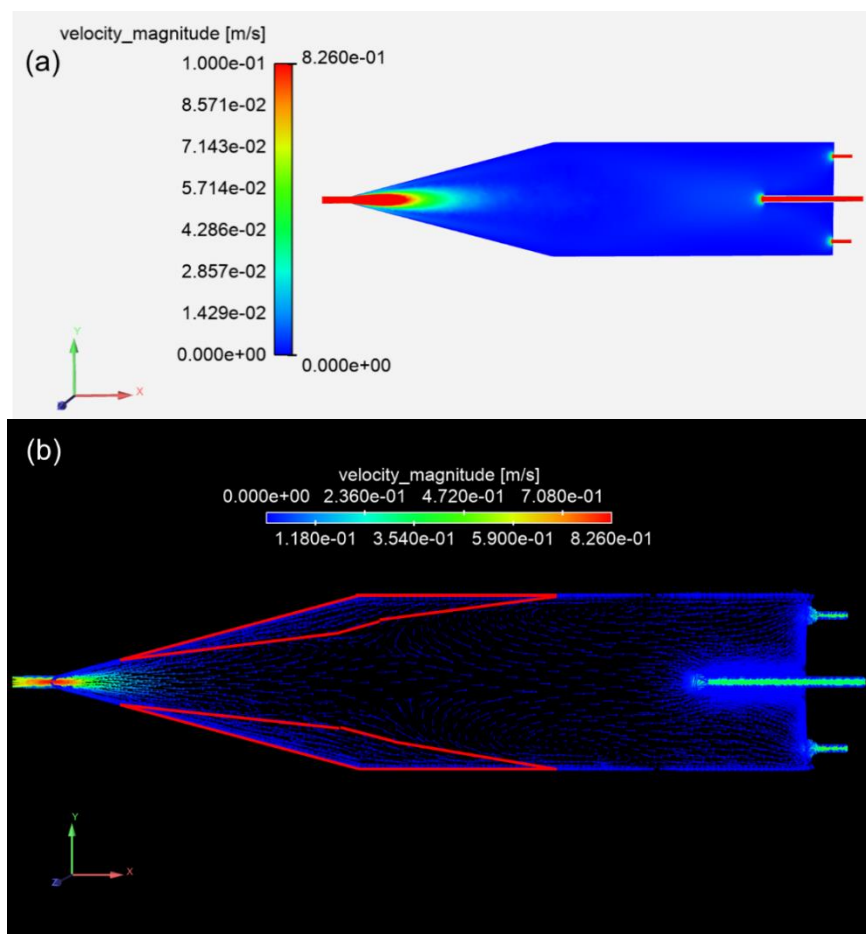 velocity_magnitude [m/s]
(a)
1.000e-01 8.260e-01
8.571e-02
7.143e-02
5.714e-02
4.286e-02
2.857e-02
1.429e-02
0.000e+00 0.000e+00
Y
X
(b)
velocity_magnitude [m/s]
0.000e+00 2.360e-01 4.720e-01 7.080e-01
1.180e-01 3.540e-01 5.900e-01 8.260e-01
Y
Z X